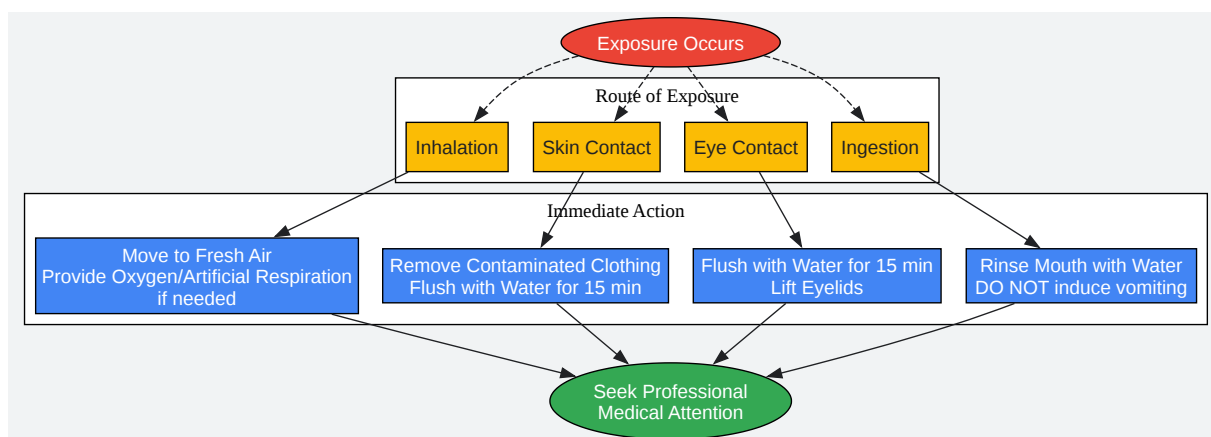 Exposure Occurs
Route of Exposure
Inhalation
Skin Contact
Eye Contact
Ingestion
Immediate Action
Move to Fresh Air
Provide Oxygen/Artificial Respiration
if needed
Remove Contaminated Clothing
Flush with Water for 15 min
Flush with Water for 15 min
Lift Eyelids
Rinse Mouth with Water
DO NOT induce vomiting
Seek Professional
Medical Attention